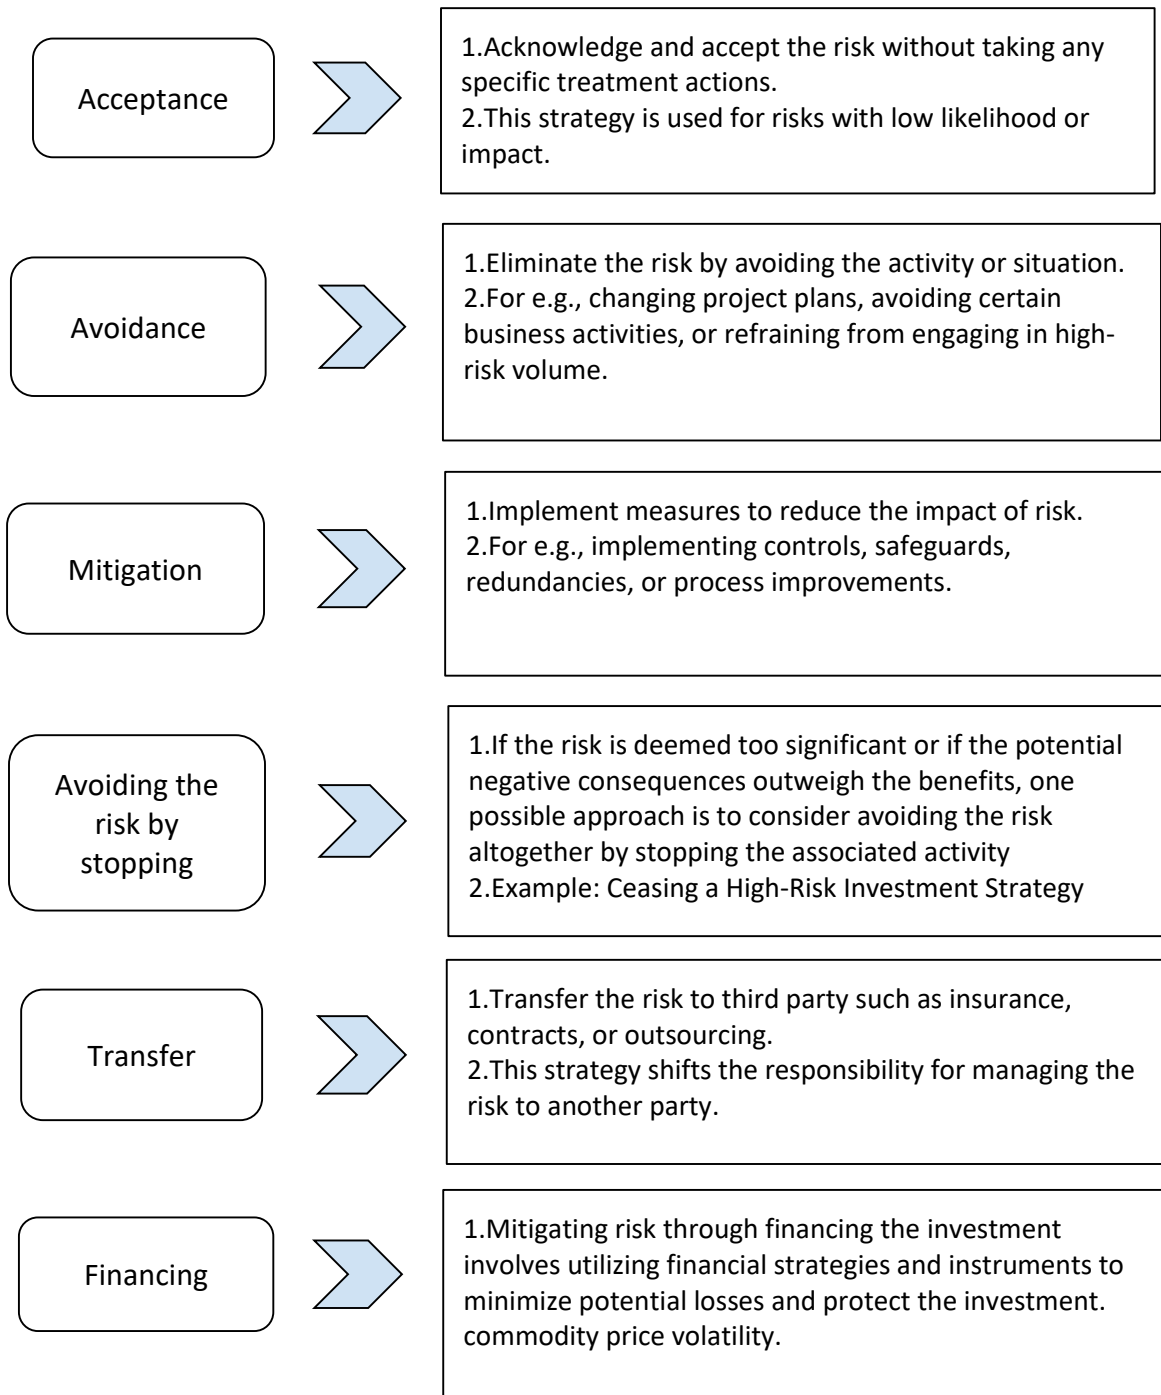 Acceptance
1.Acknowledge and accept the risk without taking any
specific treatment actions.
2.This strategy is used for risks with low likelihood or
impact.
Avoidance
1.Eliminate the risk by avoiding the activity or situation.
2.For e.g., changing project plans, avoiding certain
business activities, or refraining from engaging in high-
risk volume.
Mitigation
1.Implement measures to reduce the impact of risk.
2.For e.g., implementing controls, safeguards,
redundancies, or process improvements.
Avoiding the
risk by
stopping
1.If the risk is deemed too significant or if the potential
negative consequences outweigh the benefits, one
possible approach is to consider avoiding the risk
altogether by stopping the associated activity
2.Example: Ceasing a High-Risk Investment Strategy
Transfer
1.Transfer the risk to third party such as insurance,
contracts, or outsourcing.
2.This strategy shifts the responsibility for managing the
risk to another party.
Financing
1.Mitigating risk through financing the investment
involves utilizing financial strategies and instruments to
minimize potential losses and protect the investment.
commodity price volatility.